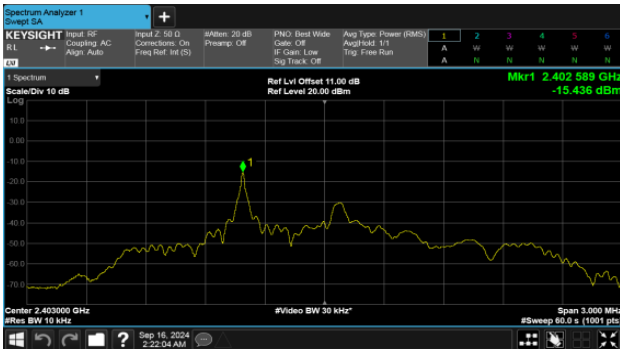 Spectrum Analyzer 1
Swept SA
KEYSIGHT
RL
LXI
Input: RF
Coupling: AC
Align: Auto
Input Z: 50 Ω
Corrections: On
Freq Ref: Int (S)
#Atten: 20 dB
Preamp: Off
PNO: Best Wide
Gate: Off
IF Gain: Low
Sig Track: Off
Avg Type: Power (RMS)
Avg|Hold: 1/1
Trig: Free Run
1 2 3 4 5 6
A W W W W W
A N N N N N
1 Spectrum
Scale/Div 10 dB
Log
Ref Lvl Offset 11.00 dB
Ref Level 20.00 dBm
Mkr1 2.402 589 GHz
-15.436 dBm
10.0
0.00
-10.0
1
-20.0
-30.0
-40.0
-50.0
-60.0
-70.0
Center 2.403000 GHz
#Res BW 10 kHz
#Video BW 30 kHz*
Span 3.000 MHz
#Sweep 60.0 s (1001 pts
?
Sep 16, 2024
2:22:04 AM